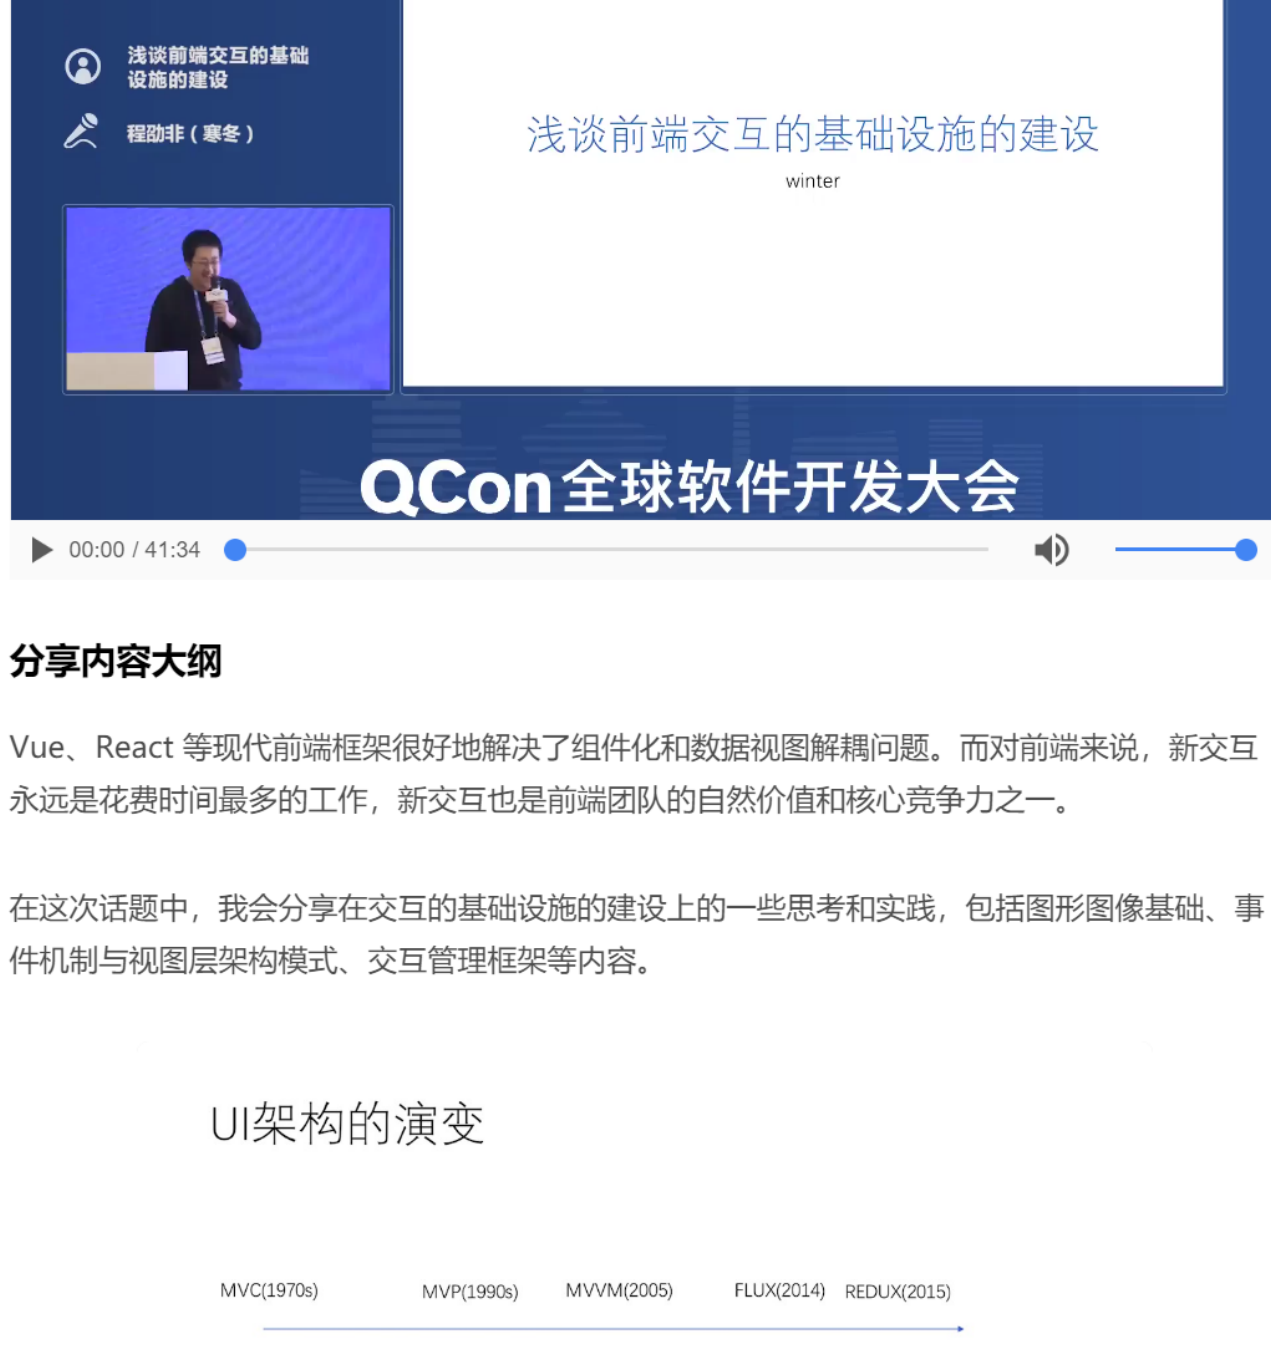 浅谈前端交互的基础
设施的建设
程劭非（寒冬）
浅谈前端交互的基础设施的建设
winter
QCon全球软件开发大会
00:00 / 41:34
分享内容大纲
Vue、React 等现代前端框架很好地解决了组件化和数据视图解耦问题。而对前端来说，新交互
永远是花费时间最多的工作，新交互也是前端团队的自然价值和核心竞争力之一。
在这次话题中，我会分享在交互的基础设施的建设上的一些思考和实践，包括图形图像基础、事
件机制与视图层架构模式、交互管理框架等内容。
UI架构的演变
MVC(1970s) MVP(1990s) MVVM(2005) FLUX(2014) REDUX(2015)